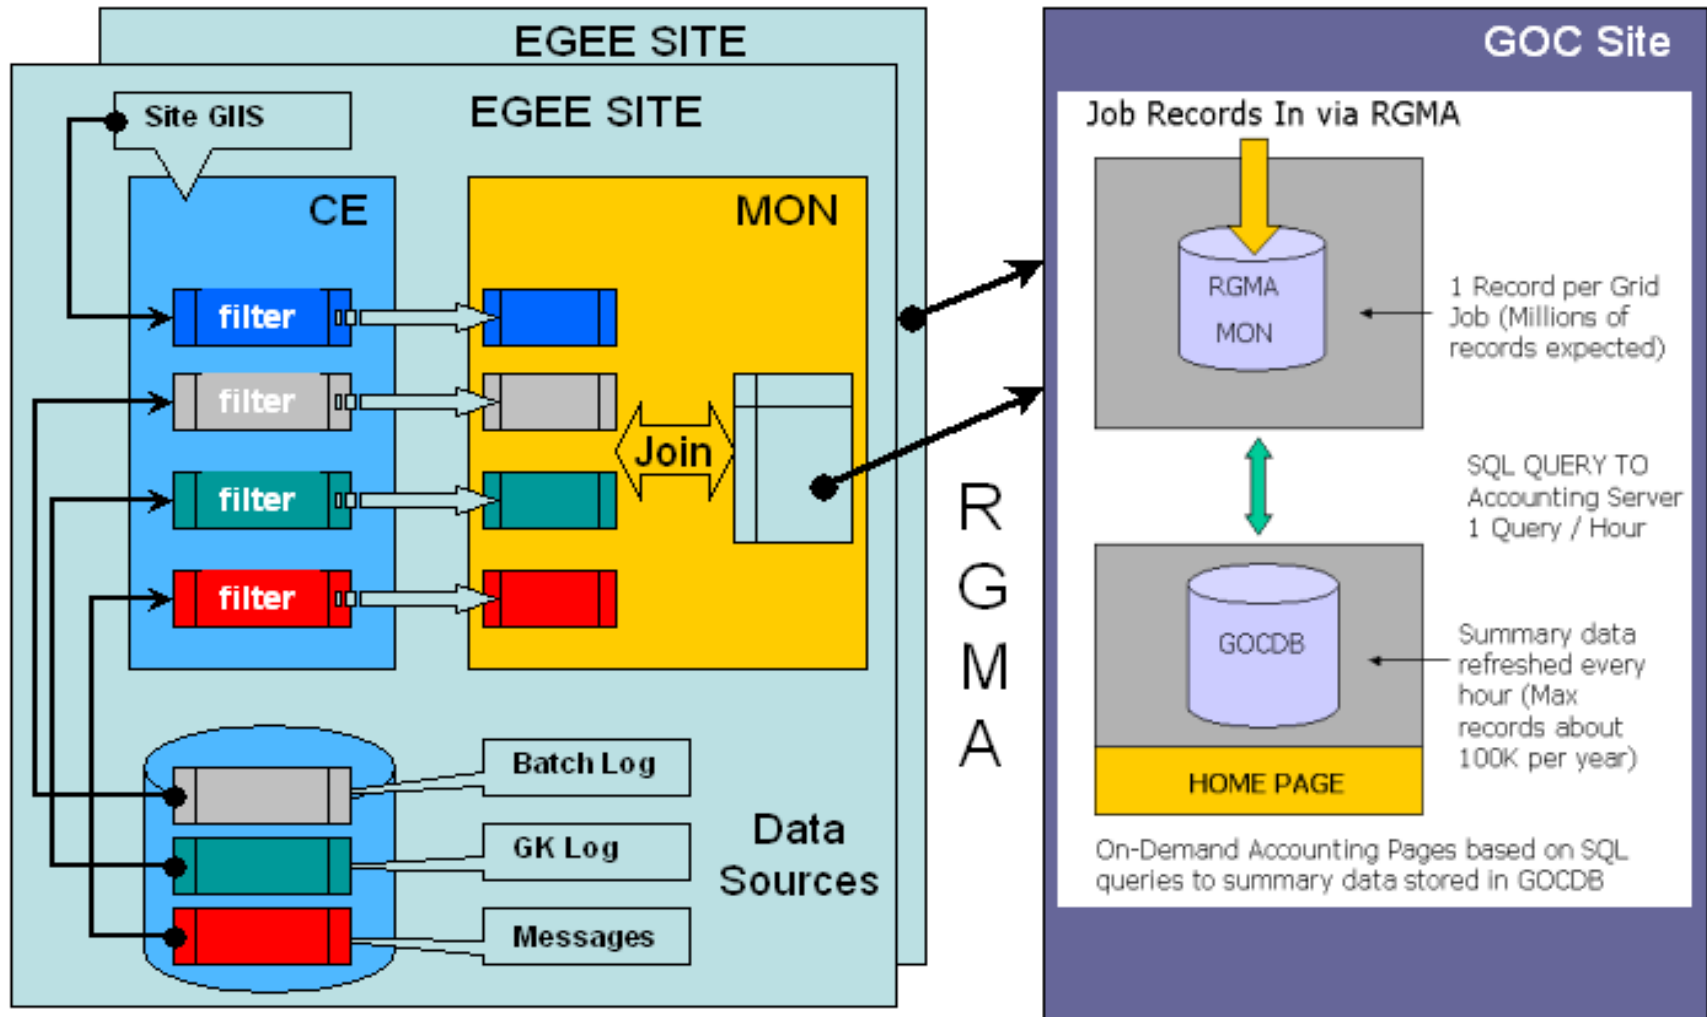 EGEE SITE
EGEE SITE
Site GIIS
CE
MON
filter
filter
filter
filter
Join
Batch Log
GK Log
Messages
Data
Sources
R
G
M
A
GOC Site
Job Records In via RGMA
RGMA
MON
1 Record per Grid
Job (Millions of
records expected)
SQL QUERY TO
Accounting Server
1 Query / Hour
GOCDB
Summary data
refreshed every
hour (Max
records about
100K per year)
HOME PAGE
On-Demand Accounting Pages based on SQL
queries to summary data stored in GOCDB